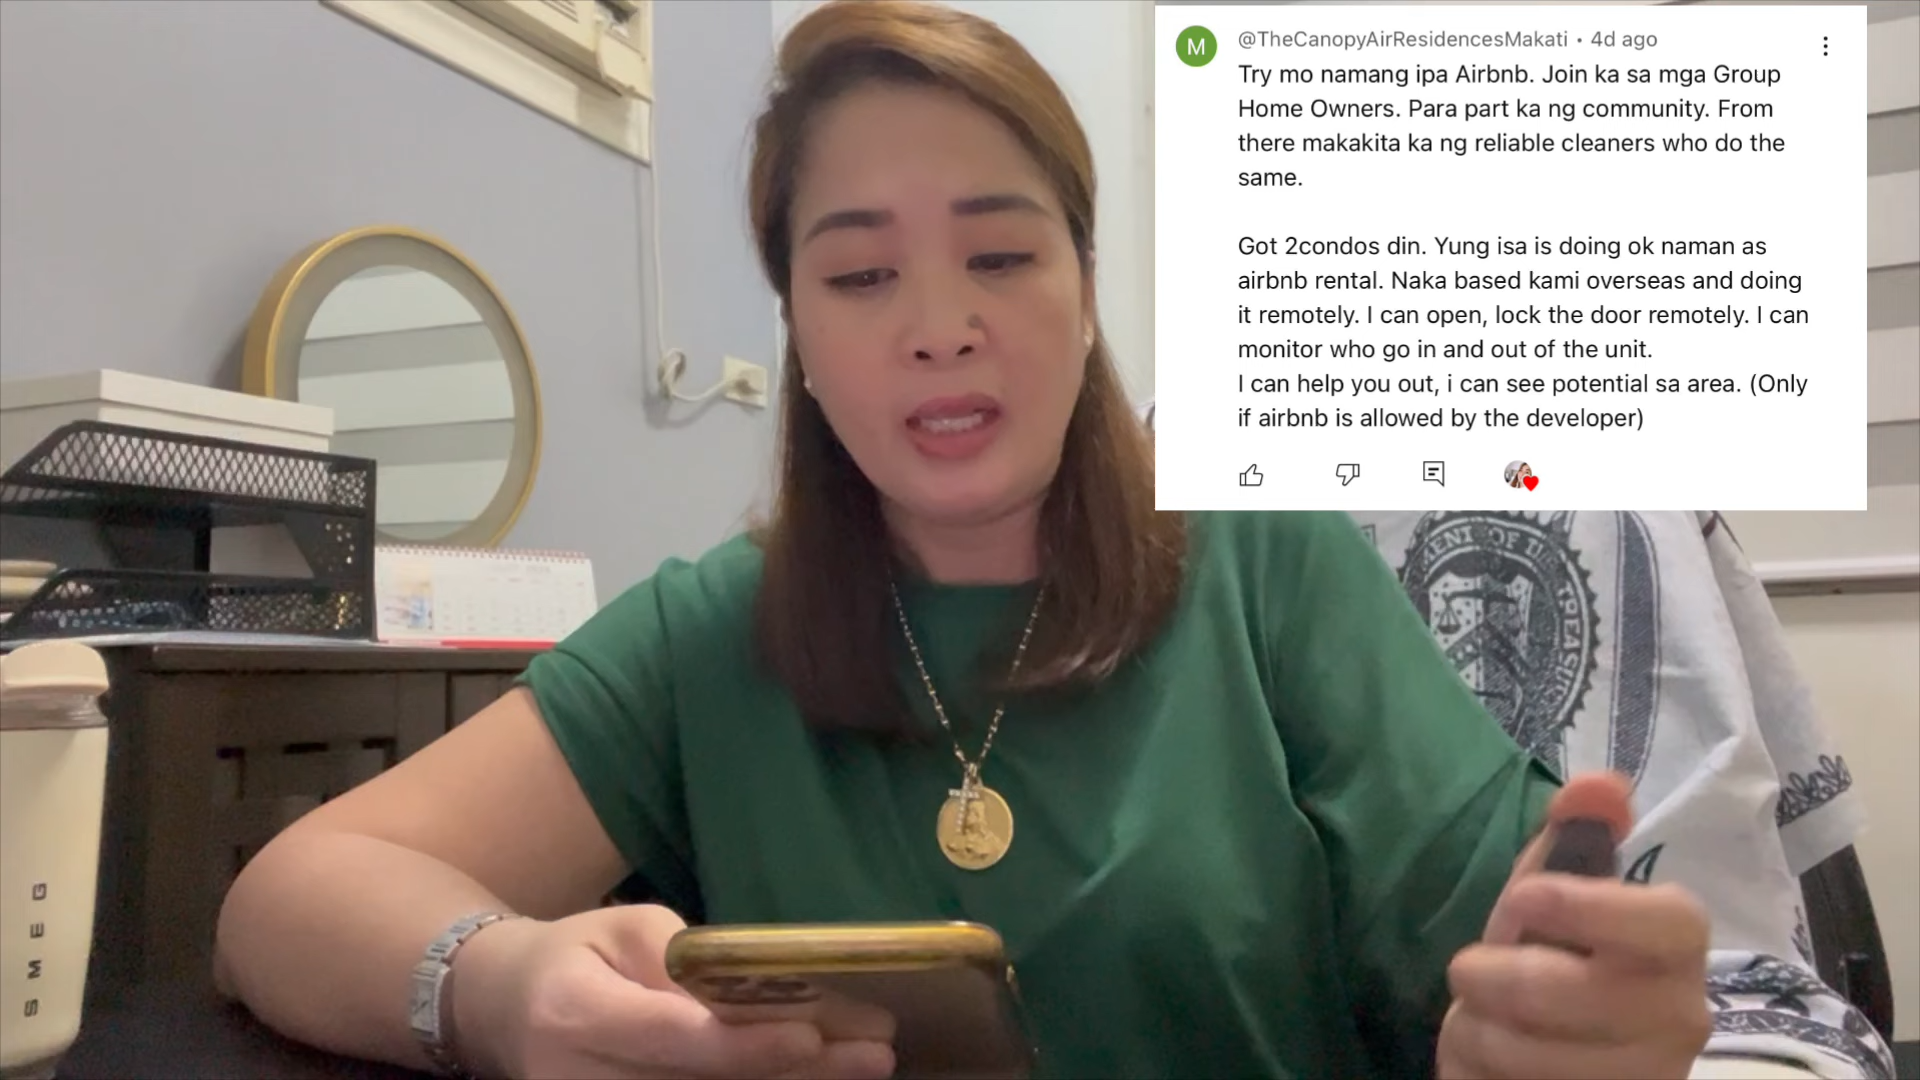 M
@TheCanopyAirResidencesMakati • 4d ago
Try mo namang ipa Airbnb. Join ka sa mga Group
Home Owners. Para part ka ng community. From
there makakita ka ng reliable cleaners who do the
same.
Got 2condos din. Yung isa is doing ok naman as
airbnb rental. Naka based kami overseas and doing
it remotely. I can open, lock the door remotely. I can
monitor who go in and out of the unit.
I can help you out, i can see potential sa area. (Only
if airbnb is allowed by the developer)
SMEG